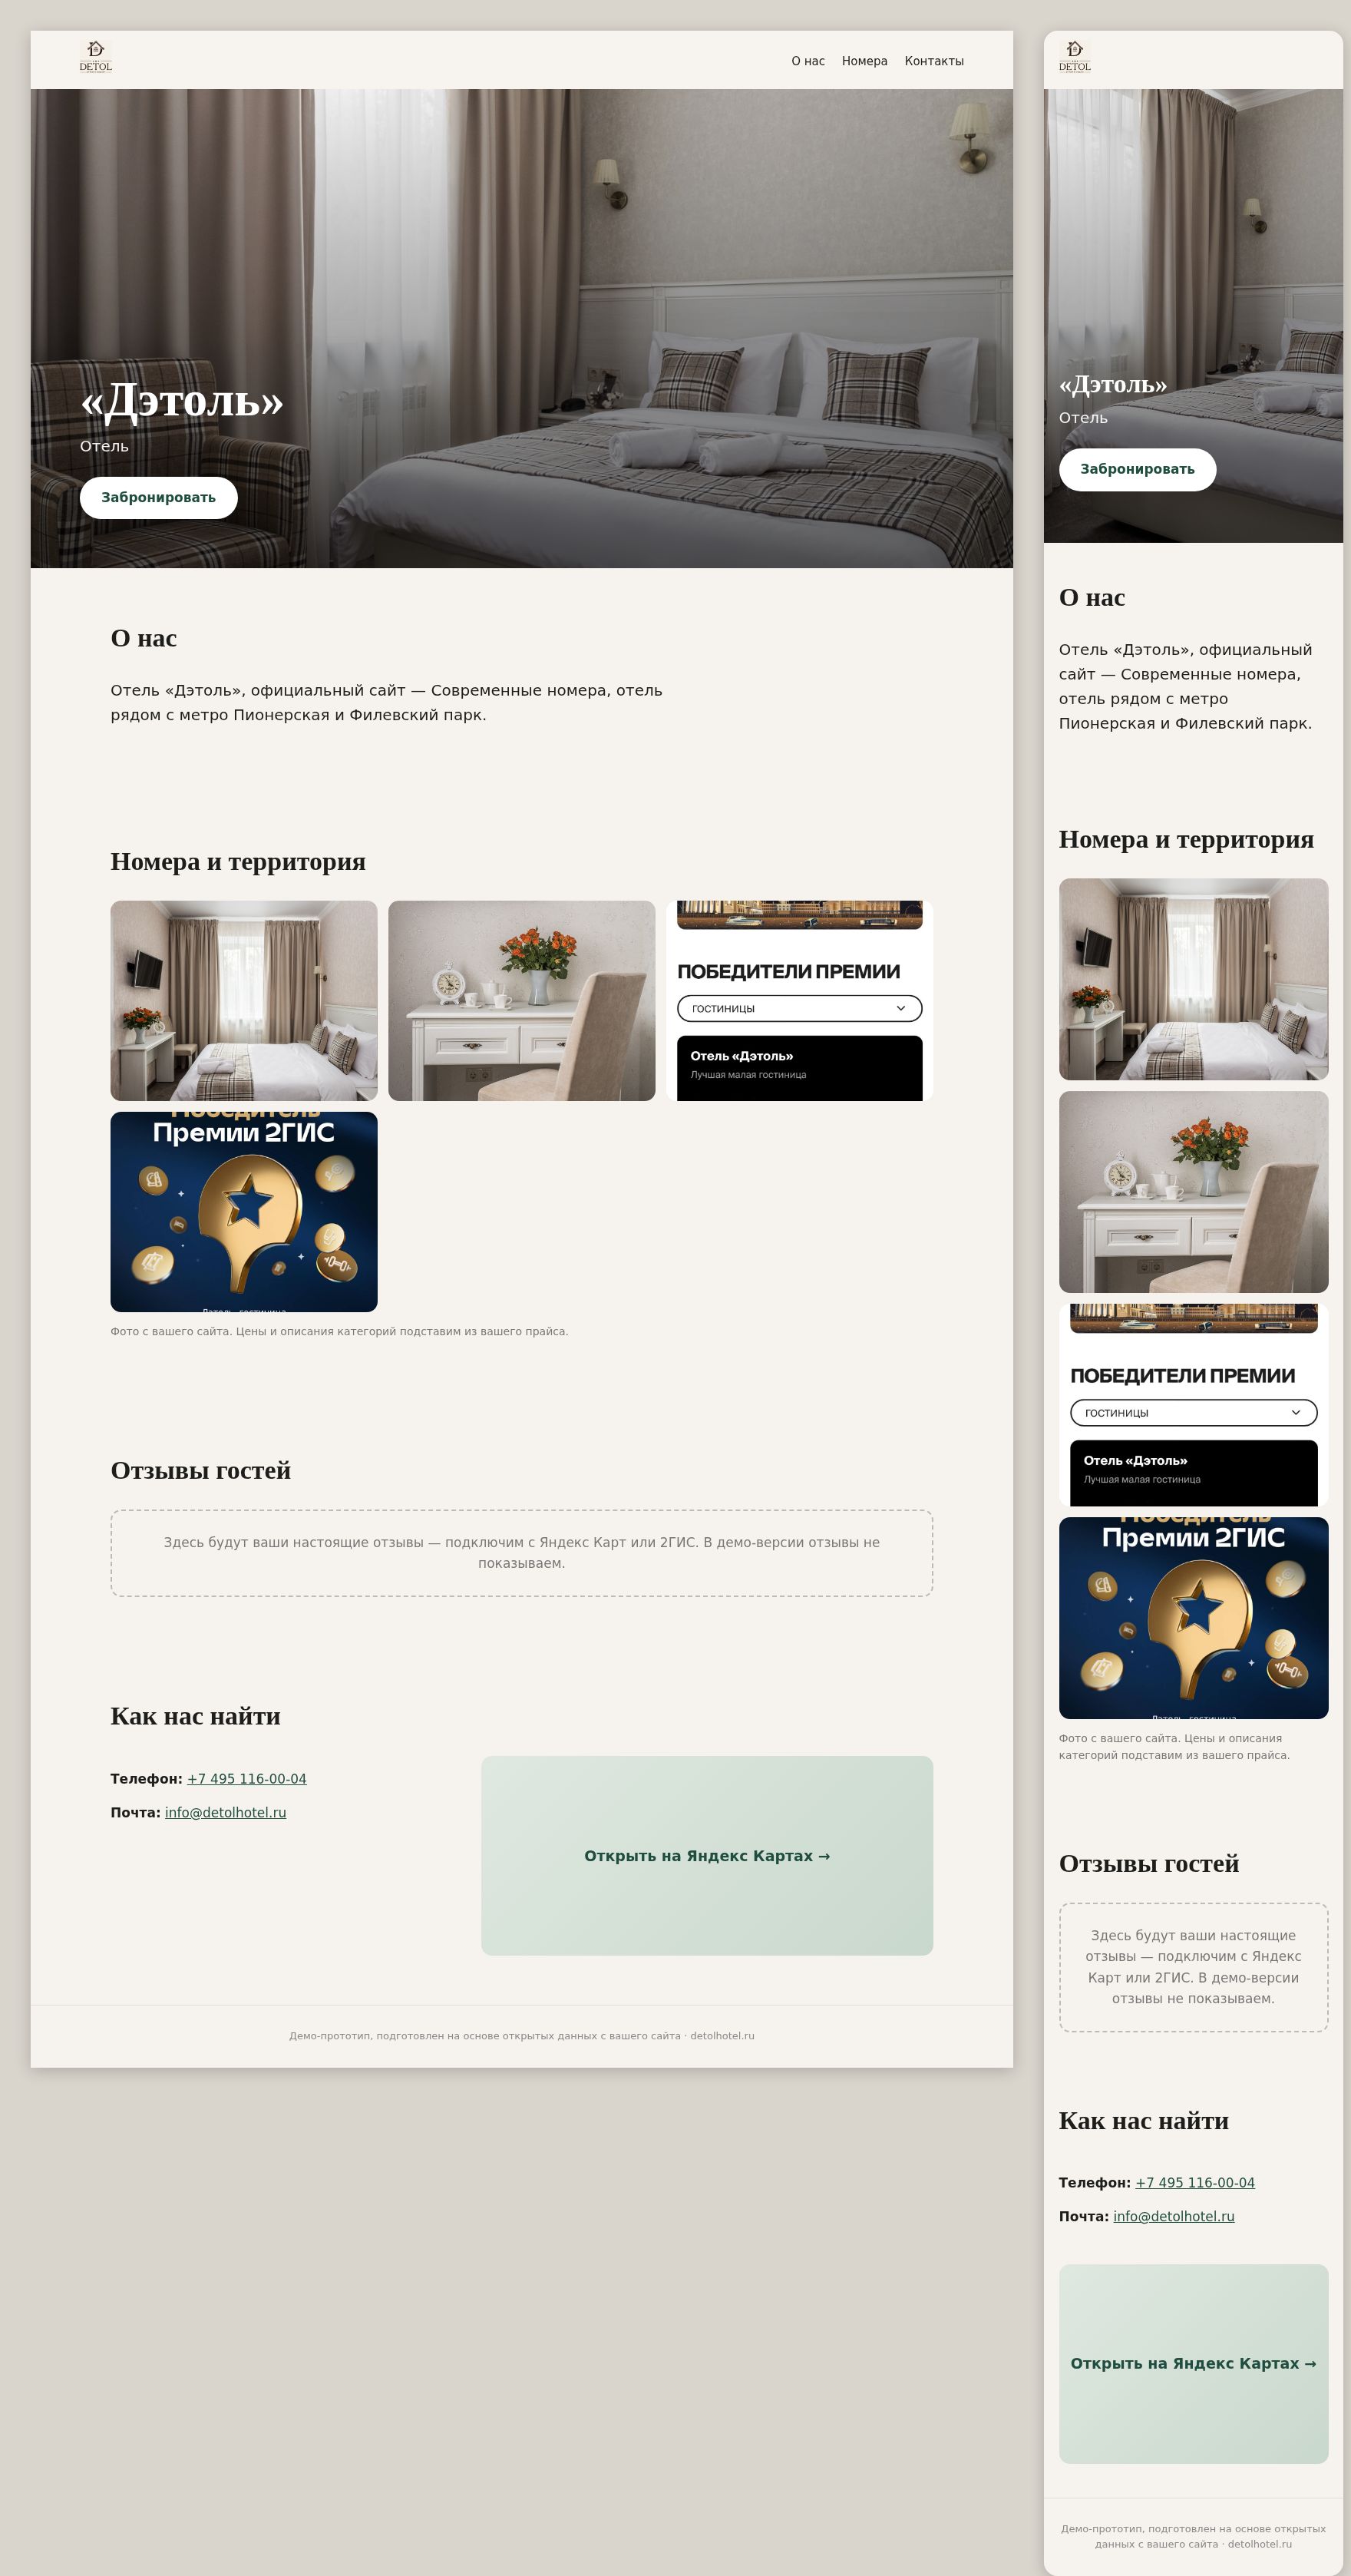 DETOL
О нас Номера Контакты
«Дэтоль»
Отель
Забронировать
О нас
Отель «Дэтоль», официальный сайт — Современные номера, отель
рядом с метро Пионерская и Филевский парк.
Номера и территория
ПОБЕДИТЕЛИ ПРЕМИИ
ГОСТИНИЦЫ
Отель «Дэтоль»
Лучшая малая гостиница
Победитель
Премии 2ГИС
Дэтоль, гостиница
Фото с вашего сайта. Цены и описания категорий подставим из вашего прайса.
Отзывы гостей
Здесь будут ваши настоящие отзывы — подключим с Яндекс Карт или 2ГИС. В демо-версии отзывы не
показываем.
Как нас найти
Телефон: +7 495 116-00-04
Почта: info@detolhotel.ru
Открыть на Яндекс Картах →
Демо-прототип, подготовлен на основе открытых данных с вашего сайта · detolhotel.ru
DETOL
«Дэтоль»
Отель
Забронировать
О нас
Отель «Дэтоль», официальный
сайт — Современные номера,
отель рядом с метро
Пионерская и Филевский парк.
Номера и территория
ПОБЕДИТЕЛИ ПРЕМИИ
ГОСТИНИЦЫ
Отель «Дэтоль»
Лучшая малая гостиница
Победитель
Премии 2ГИС
Дэтоль, гостиница
Фото с вашего сайта. Цены и описания
категорий подставим из вашего прайса.
Отзывы гостей
Здесь будут ваши настоящие
отзывы — подключим с Яндекс
Карт или 2ГИС. В демо-версии
отзывы не показываем.
Как нас найти
Телефон: +7 495 116-00-04
Почта: info@detolhotel.ru
Открыть на Яндекс Картах →
Демо-прототип, подготовлен на основе открытых
данных с вашего сайта · detolhotel.ru